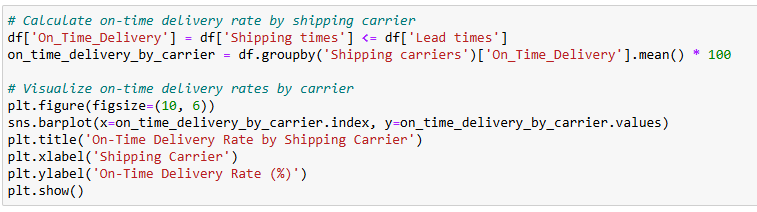 # Calculate on-time delivery rate by shipping carrier
df['On_Time_Delivery'] = df['Shipping times'] <= df['Lead times']
on_time_delivery_by_carrier = df.groupby('Shipping carriers')['On_Time_Delivery'].mean() * 100

# Visualize on-time delivery rates by carrier
plt.figure(figsize=(10, 6))
sns.barplot(x=on_time_delivery_by_carrier.index, y=on_time_delivery_by_carrier.values)
plt.title('On-Time Delivery Rate by Shipping Carrier')
plt.xlabel('Shipping Carrier')
plt.ylabel('On-Time Delivery Rate (%)')
plt.show()